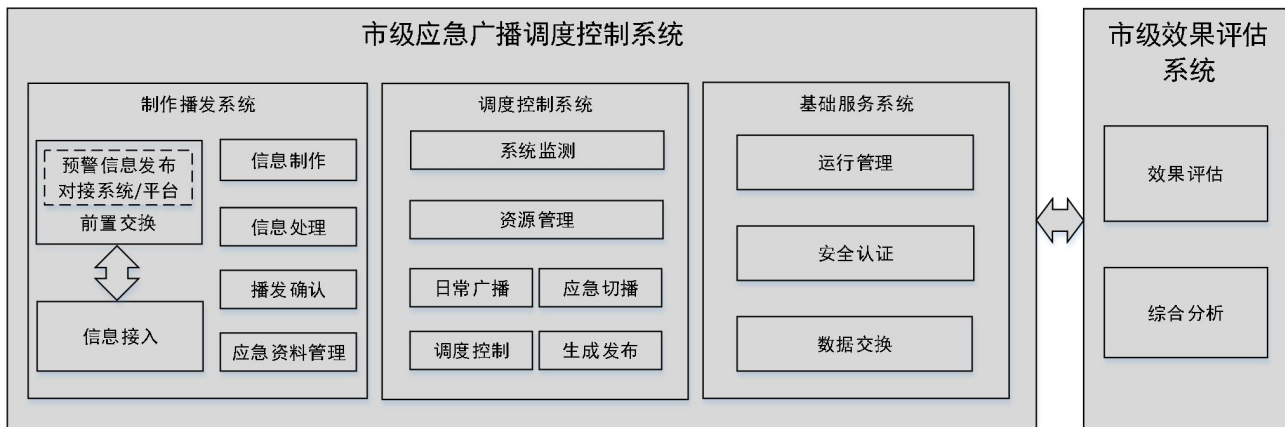 市级应急广播调度控制系统
制作播发系统
预警信息发布
对接系统/平台
前置交换
信息接入
信息制作
信息处理
播发确认
应急资料管理
调度控制系统
系统监测
资源管理
日常广播
应急切播
调度控制
生成发布
基础服务系统
运行管理
安全认证
数据交换
市级效果评估
系统
效果评估
综合分析